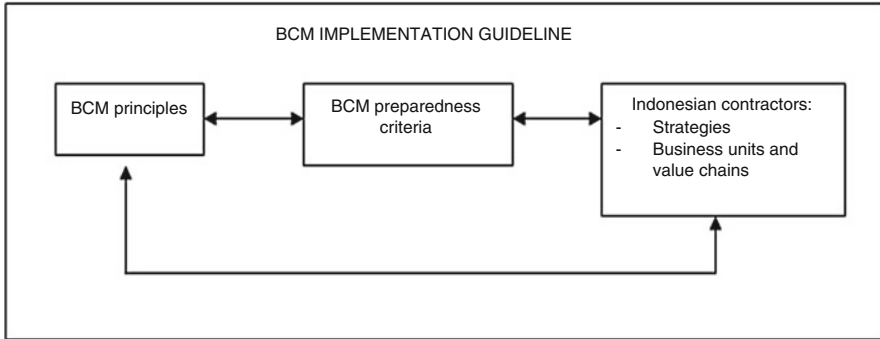 BCM IMPLEMENTATION GUIDELINE
BCM principles
BCM preparedness
criteria
Indonesian contractors:
- Strategies
- Business units and
value chains